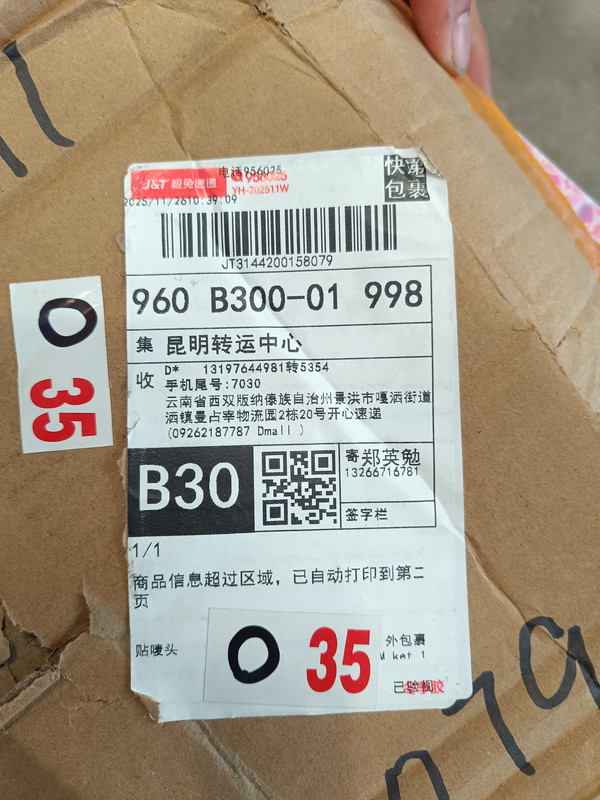 电话956025
J&T 极兔速递
956025
YH-202511W
快递
包裹
2025/11/26 10:39:09
JT3144200158079
960 B300-01 998
集 昆明转运中心
收
D* 13197644981转5354
手机尾号:7030
云南省西双版纳傣族自治州景洪市嘎洒街道
洒镇曼占宰物流园2栋20号开心速递
(09262187787 Dmall )
B30
寄 郑英勉
13266716781
签字栏
1/1
商品信息超过区域，已自动打印到第二
页
贴唛头
外包裹
ket 1
已验视
O 35
O 35